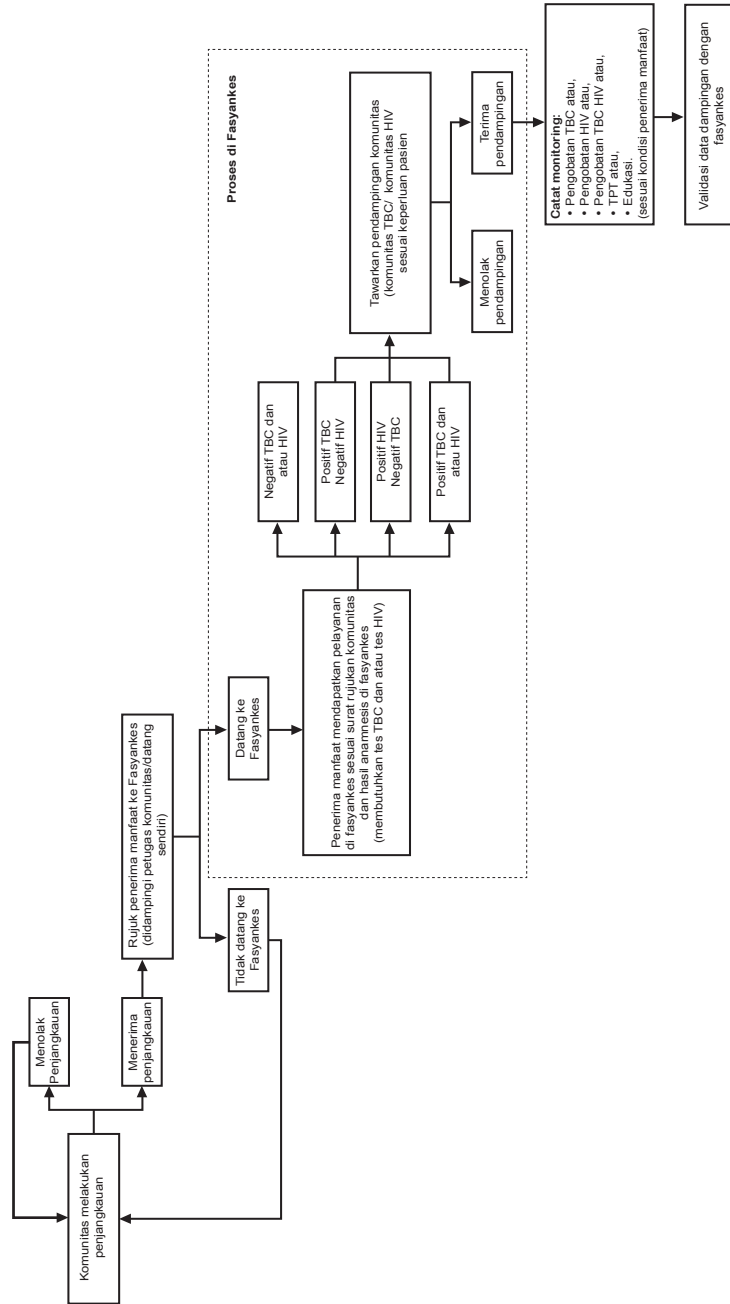 Komunitas melakukan
penjangkauan
Menolak
Penjangkauan
Menerima
penjangkauan
Rujuk penerima manfaat ke Fasyankes
(didampingi petugas komunitas/datang
sendiri)
Tidak datang ke
Fasyankes
Datang ke
Fasyankes
Proses di Fasyankes
Penerima manfaat mendapatkan pelayanan
di fasyankes sesuai surat rujukan komunitas
dan hasil anamnesis di fasyankes
(membutuhkan tes TBC dan atau tes HIV)
Negatif TBC dan
atau HIV
Positif TBC
Negatif HIV
Positif HIV
Negatif TBC
Positif TBC dan
atau HIV
Tawarkan pendampingan komunitas
(komunitas TBC/ komunitas HIV
sesuai keperluan pasien
Menolak
pendampingan
Terima
pendampingan
Catat monitoring:
• Pengobatan TBC atau,
• Pengobatan HIV atau,
• Pengobatan TBC HIV atau,
• TPT atau,
• Edukasi.
(sesuai kondisi penerima manfaat)
Validasi data dampingan dengan
fasyankes